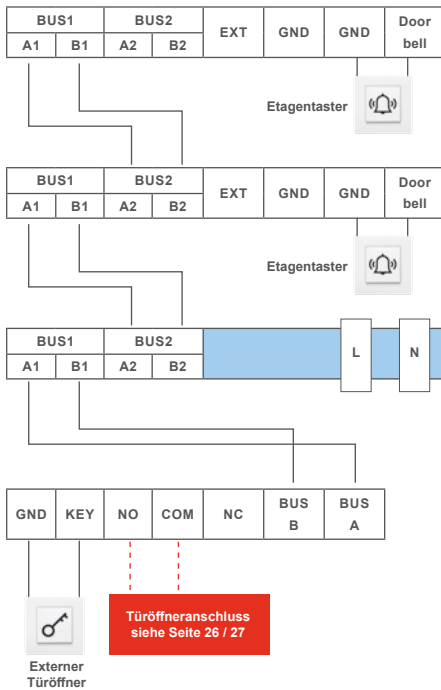 BUS1 BUS2 EXT GND GND Door bell
A1 B1 A2 B2
Etagentaster
BUS1 BUS2 EXT GND GND Door bell
A1 B1 A2 B2
Etagentaster
BUS1 BUS2 L N
A1 B1 A2 B2
GND KEY NO COM NC BUS B BUS A
Türöffneranschluss
siehe Seite 26 / 27
Externer
Türöffner